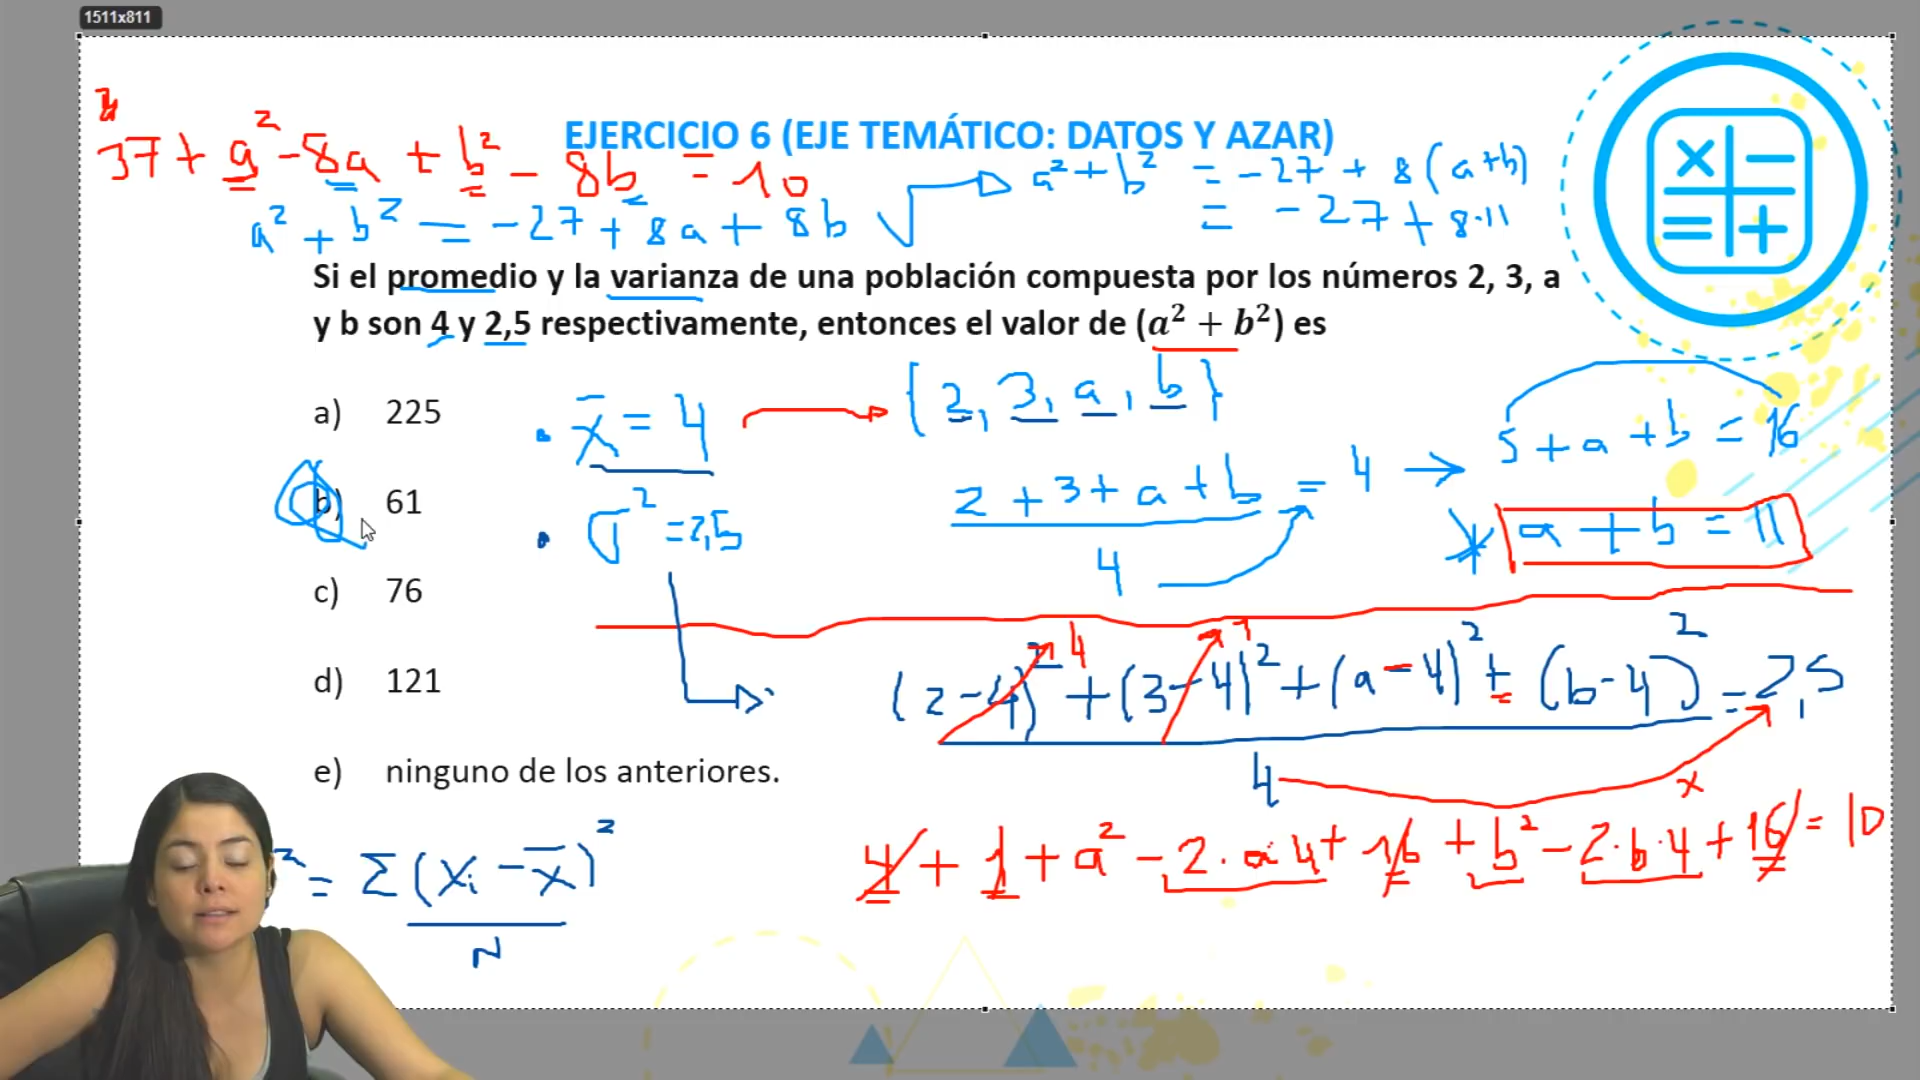 1511x811
37 + a² - 8a + b² - 8b = 10
a² + b² = -27 + 8a + 8b
a² + b² = -27 + 8(a+b)
= -27 + 8·11
EJERCICIO 6 (EJE TEMÁTICO: DATOS Y AZAR)
Si el promedio y la varianza de una población compuesta por los números 2, 3, a
y b son 4 y 2,5 respectivamente, entonces el valor de (a² + b²) es
a) 225
b) 61
c) 76
d) 121
e) ninguno de los anteriores.
x̄ = 4
{2, 3, a, b}
σ² = 2,5
2 + 3 + a + b = 4
4
5 + a + b = 16
a + b = 11
(2-4)² + (3-4)² + (a-4)² + (b-4)² = 2,5
4
4
1
x
4 + 1 + a² - 2·a·4 + 16 + b² - 2·b·4 + 16 = 10
² = Σ(xi - x̄)²
N